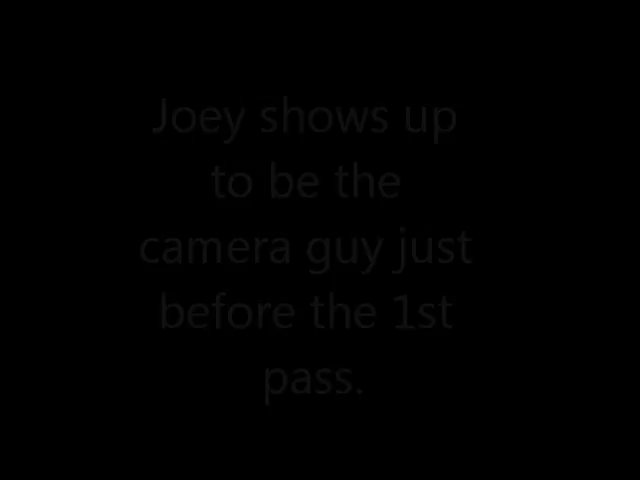 Joey shows up
to be the
camera guy just
before the 1st
pass.